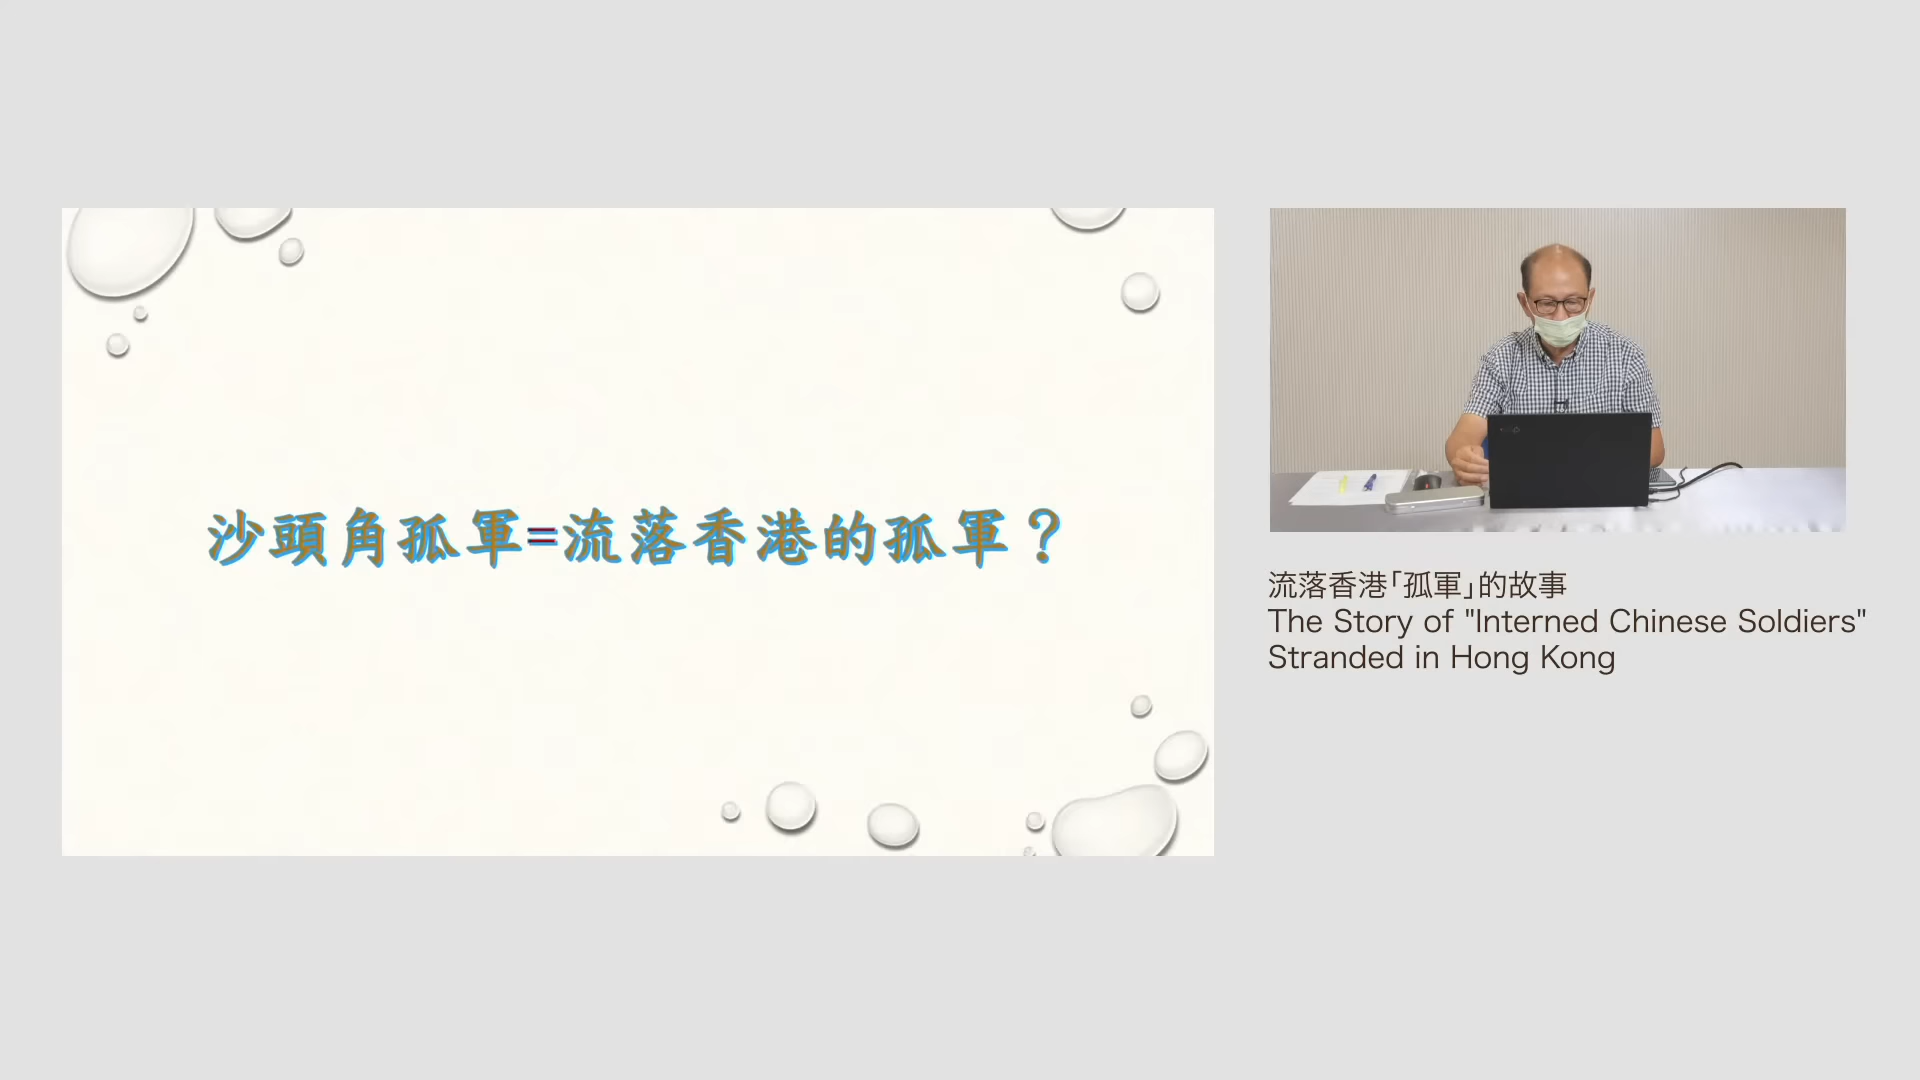 沙頭角孤軍=流落香港的孤軍？
流落香港「孤軍」的故事
The Story of "Interned Chinese Soldiers"
Stranded in Hong Kong